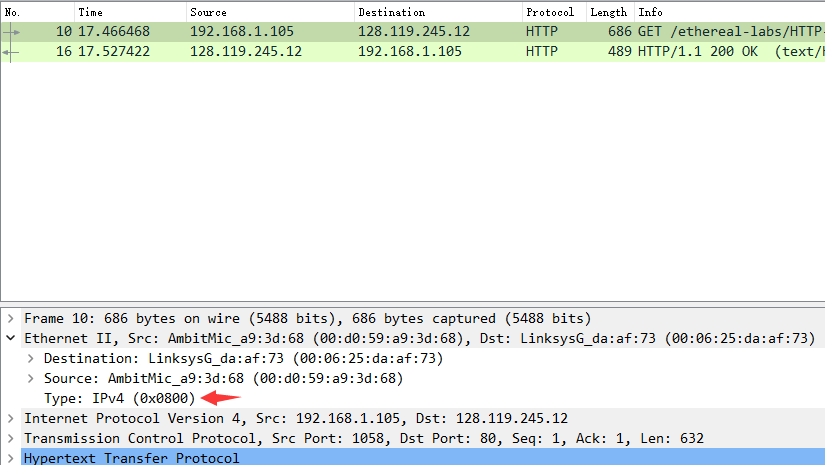 No. Time Source Destination Protocol Length Info
10 17.466468 192.168.1.105 128.119.245.12 HTTP 686 GET /ethereal-labs/HTTP-
16 17.527422 128.119.245.12 192.168.1.105 HTTP 489 HTTP/1.1 200 OK (text/h
Frame 10: 686 bytes on wire (5488 bits), 686 bytes captured (5488 bits)
Ethernet II, Src: AmbitMic_a9:3d:68 (00:d0:59:a9:3d:68), Dst: LinksysG_da:af:73 (00:06:25:da:af:73)
Destination: LinksysG_da:af:73 (00:06:25:da:af:73)
Source: AmbitMic_a9:3d:68 (00:d0:59:a9:3d:68)
Type: IPv4 (0x0800)
Internet Protocol Version 4, Src: 192.168.1.105, Dst: 128.119.245.12
Transmission Control Protocol, Src Port: 1058, Dst Port: 80, Seq: 1, Ack: 1, Len: 632
Hypertext Transfer Protocol